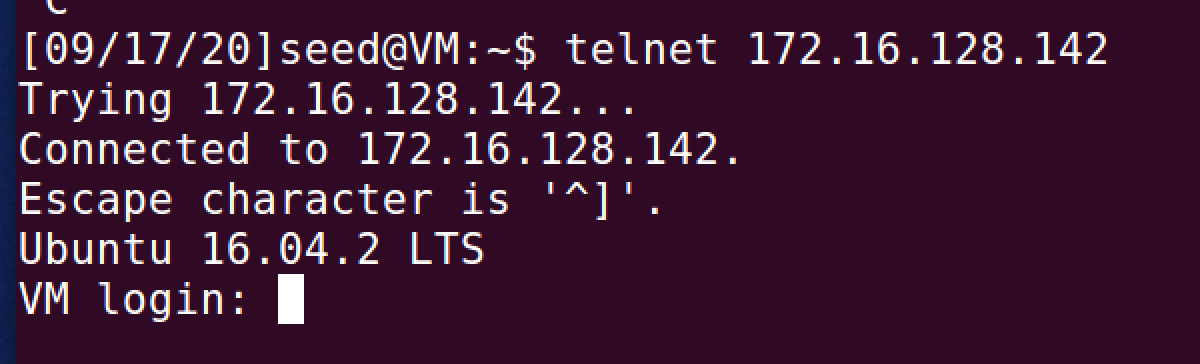 C
[09/17/20]seed@VM:~$ telnet 172.16.128.142
Trying 172.16.128.142...
Connected to 172.16.128.142.
Escape character is '^]'.
Ubuntu 16.04.2 LTS
VM login: